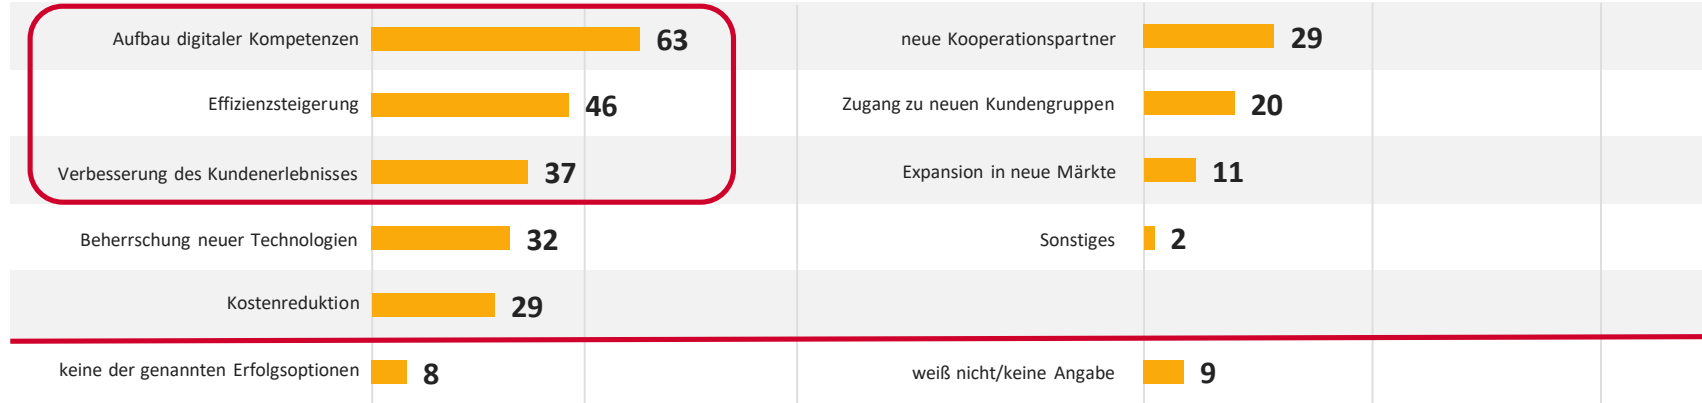 Aufbau digitaler Kompetenzen 63
Effizienzsteigerung 46
Verbesserung des Kundenerlebnisses 37
Beherrschung neuer Technologien 32
Kostenreduktion 29
keine der genannten Erfolgsoptionen 8
neue Kooperationspartner 29
Zugang zu neuen Kundengruppen 20
Expansion in neue Märkte 11
Sonstiges 2
weiß nicht/keine Angabe 9